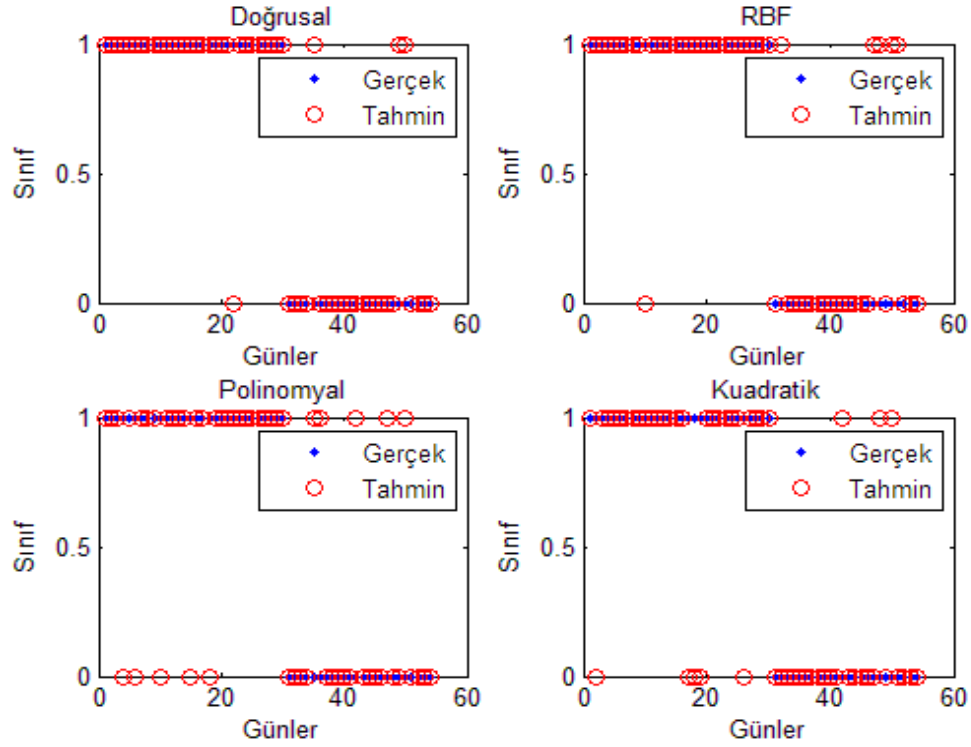 Doğrusal
1
0.5
0
Sınıf
Gerçek
Tahmin
0
20
40
60
Günler
RBF
1
0.5
0
Sınıf
Gerçek
Tahmin
0
20
40
60
Günler
Polinomyal
1
0.5
0
Sınıf
Gerçek
Tahmin
0
20
40
60
Günler
Kuadratik
1
0.5
0
Sınıf
Gerçek
Tahmin
0
20
40
60
Günler